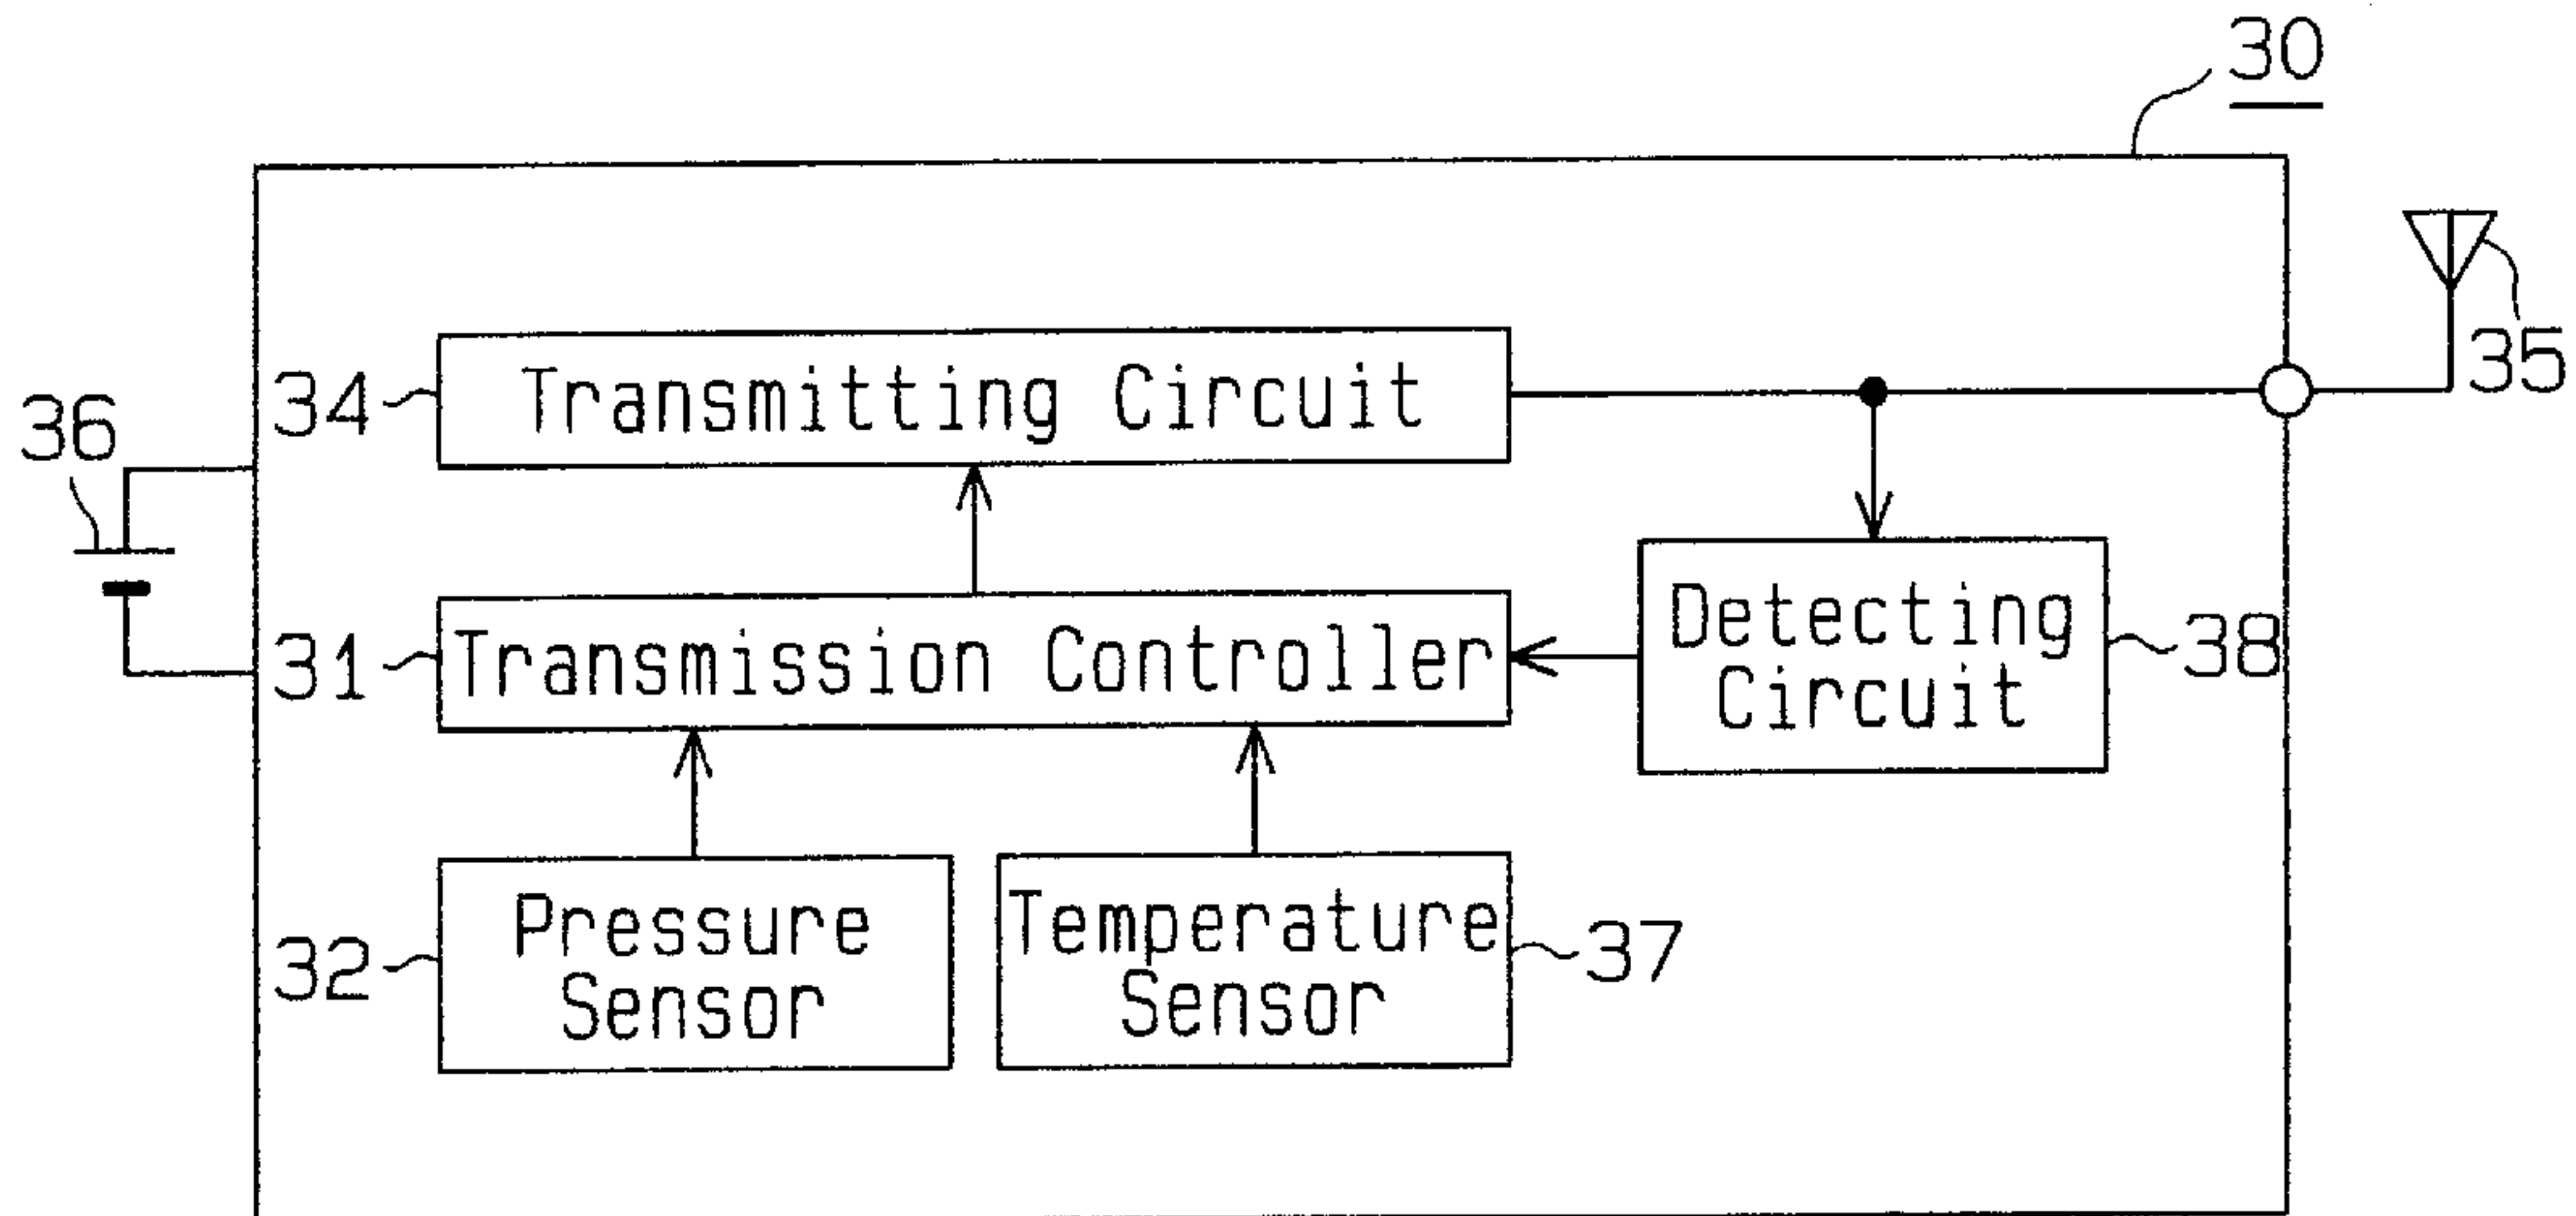 30
35
34
Transmitting Circuit
36
31
Transmission Controller
Detecting
Circuit
38
32
Pressure
Sensor
Temperature
Sensor
37